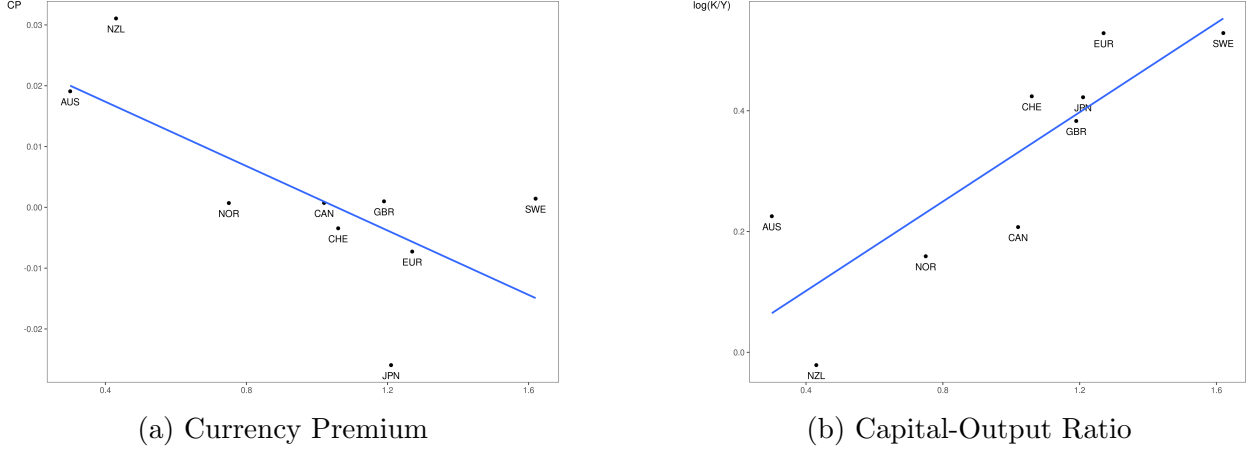 CP
0.03
0.02
0.01
0.00
-0.01
-0.02
NZL
AUS
NOR
CAN
GBR
SWE
CHE
EUR
JPN
0.4
0.8
1.2
1.6
(a) Currency Premium
log(K/Y)
0.4
0.2
0.0
EUR
SWE
CHE
JPN
GBR
AUS
CAN
NOR
NZL
0.4
0.8
1.2
1.6
(b) Capital-Output Ratio